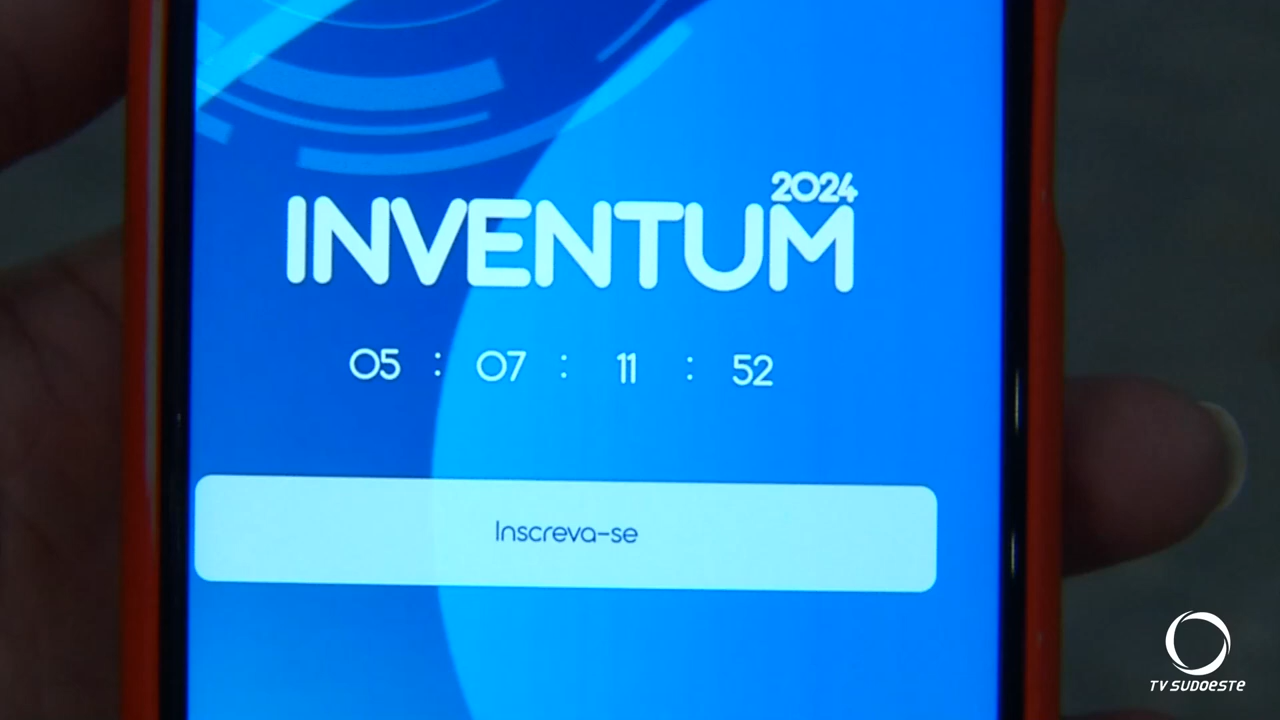 2024
INVENTUM
05 : 07 : 11 : 52
Inscreva-se
TV SUDOESTE